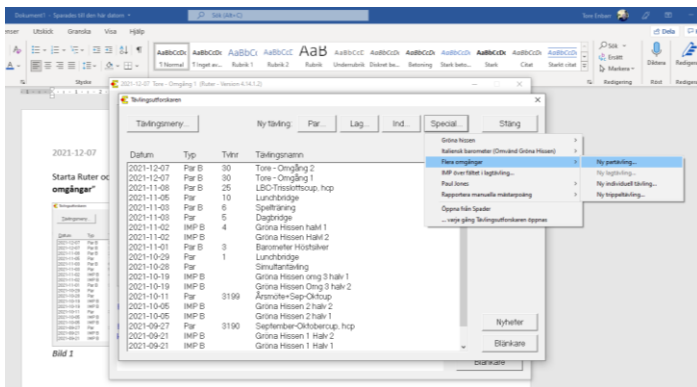 Dokument1 - Sparades till den här datorn
Sök (Alt+Q)
Tore
Utskick Granska Visa Hjälp
Dela
AaBbCcDc AaBbCcDc AaBbCc AaBbCcC AaB AaBbCcC AaBbCcDc AaBbCcDc AaBbCcDc AaBbCcDc AaBbCcDc AaBbCcDc
1 Normal 1 Inget av... Rubrik 1 Rubrik 2 Rubrik Underrubrik Diskret be... Betoning Stark beto... Stark Citat Starkt citat
Sök
Ersätt
Markera
Diktera
Redigering Röst
2021-12-07 Tore - Omgång 1 (Ruter - Version 4.14.1.2)
Tävlingsutforskaren
Tävlingsmeny... Ny tävling: Par... Lag... Ind... Special... Stäng
Datum Typ Tvlnr Tävlingsnamn
2021-12-07 Par B 30 Tore - Omgång 2
2021-12-07 Par B 30 Tore - Omgång 1
2021-11-08 Par B 25 LBC-Trissloftsoup, hcp
2021-11-05 Par 10 Lunchbridge
2021-11-03 Par B 6 Spelträning
2021-11-03 Par 5 Dagbridge
2021-11-02 IMP B 4 Gröna Hissen halvl 1
2021-11-02 IMP B Gröna Hissen Halvl 2
2021-11-01 Par B 3 Barometer Höstsilver
2021-10-29 Par 1 Lunchbridge
2021-10-28 Par Simultantävling
2021-10-19 IMP B Gröna Hissen omg 3 halv 1
2021-10-19 IMP B Gröna Hissen Omg 3 halv 2
2021-10-11 Par 3199 Årsmöte+Sep-Oktoup
2021-10-05 IMP B Gröna Hissen 2 halv 2
2021-10-05 IMP B Gröna Hissen 2 halv 1
2021-09-27 Par 3190 September-Oktobercup, hcp
2021-09-21 IMP B Gröna Hissen 1 Halv 2
2021-09-21 IMP B Gröna Hissen 1 Halv 1
Gröna hissen
Italiensk barometer (Omvänd Gröna Hissen)
Flera omgångar
IMP över fältet i lagtävling...
Paul Jones
Rapportera manuella mästarpoäng
Öppna från Spader
... varje gång Tävlingsutforskaren öppnas
Ny partävling...
Ny lagtävling...
Ny individuell tävling...
Ny trippeltävling...
Nyheter
Blänkare
Blänkare
2021-12-07
Starta Ruter oc
omgångar"
Bild 1